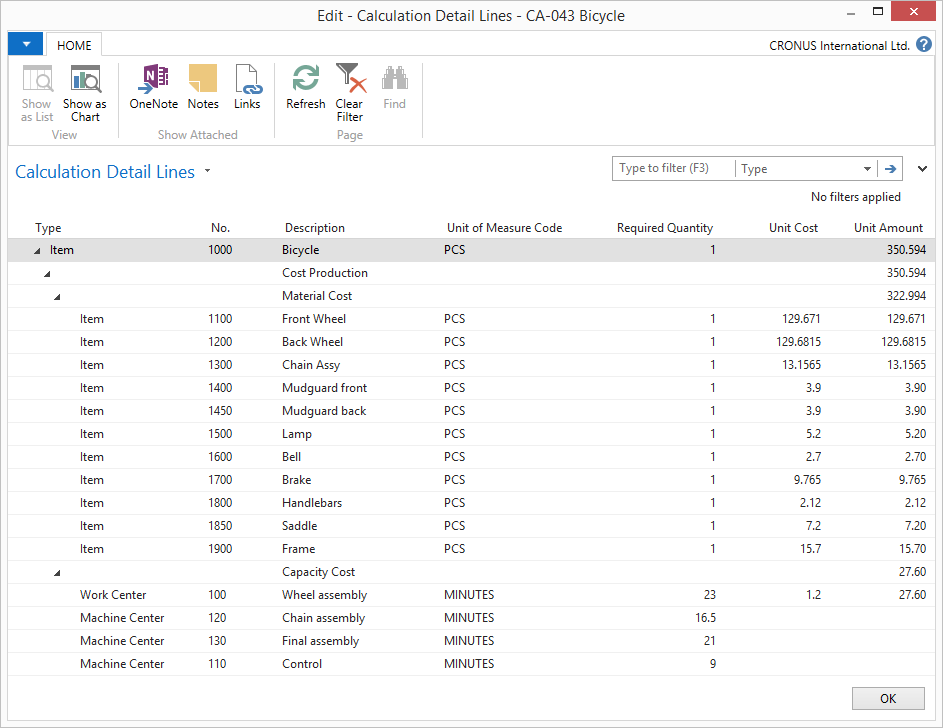 Edit - Calculation Detail Lines - CA-043 Bicycle
HOME
CRONUS International Ltd. ?
Show as List
Show as Chart
OneNote
Notes
Links
Refresh
Clear Filter
Find
View
Show Attached
Page
Calculation Detail Lines
Type to filter (F3) Type
No filters applied
Type No. Description Unit of Measure Code Required Quantity Unit Cost Unit Amount
Item 1000 Bicycle PCS 1 350.594
Cost Production 350.594
Material Cost 322.994
Item 1100 Front Wheel PCS 1 129.671 129.671
Item 1200 Back Wheel PCS 1 129.6815 129.6815
Item 1300 Chain Assy PCS 1 13.1565 13.1565
Item 1400 Mudguard front PCS 1 3.9 3.90
Item 1450 Mudguard back PCS 1 3.9 3.90
Item 1500 Lamp PCS 1 5.2 5.20
Item 1600 Bell PCS 1 2.7 2.70
Item 1700 Brake PCS 1 9.765 9.765
Item 1800 Handlebars PCS 1 2.12 2.12
Item 1850 Saddle PCS 1 7.2 7.20
Item 1900 Frame PCS 1 15.7 15.70
Capacity Cost 27.60
Work Center 100 Wheel assembly MINUTES 23 1.2 27.60
Machine Center 120 Chain assembly MINUTES 16.5
Machine Center 130 Final assembly MINUTES 21
Machine Center 110 Control MINUTES 9
OK